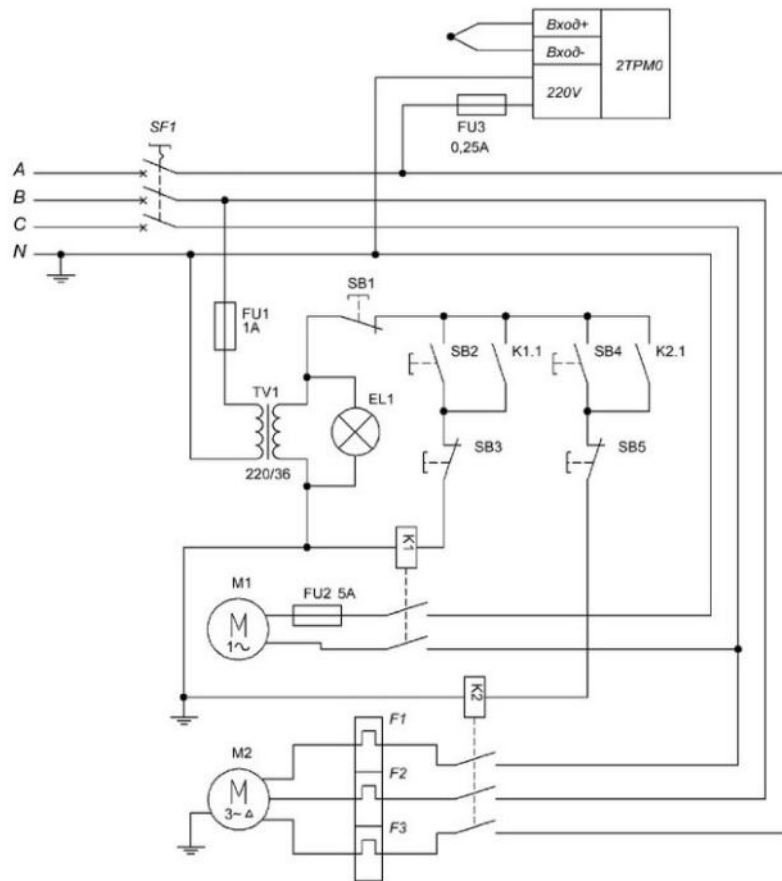 Вход+
Вход-
2ТРМ0
220V
FU3
0,25A
SF1
A
B
C
N
SB1
FU1
1A
SB2
K1.1
SB4
K2.1
TV1
EL1
SB3
SB5
220/36
K1
M1
FU2 5A
M
1~
K2
F1
M2
F2
M
3~ Δ
F3